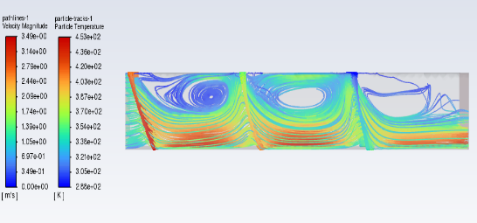 pathlines-1
Velocity Magnitude
3.49e+00
3.14e+00
2.79e+00
2.44e+00
2.09e+00
1.74e+00
1.39e+00
1.05e+00
6.97e-01
3.49e-01
0.00e+00
[ m/s ]
particle-tracks-1
Particle Temperature
4.53e+02
4.36e+02
4.20e+02
4.03e+02
3.87e+02
3.70e+02
3.54e+02
3.38e+02
3.21e+02
3.05e+02
2.88e+02
[ K ]